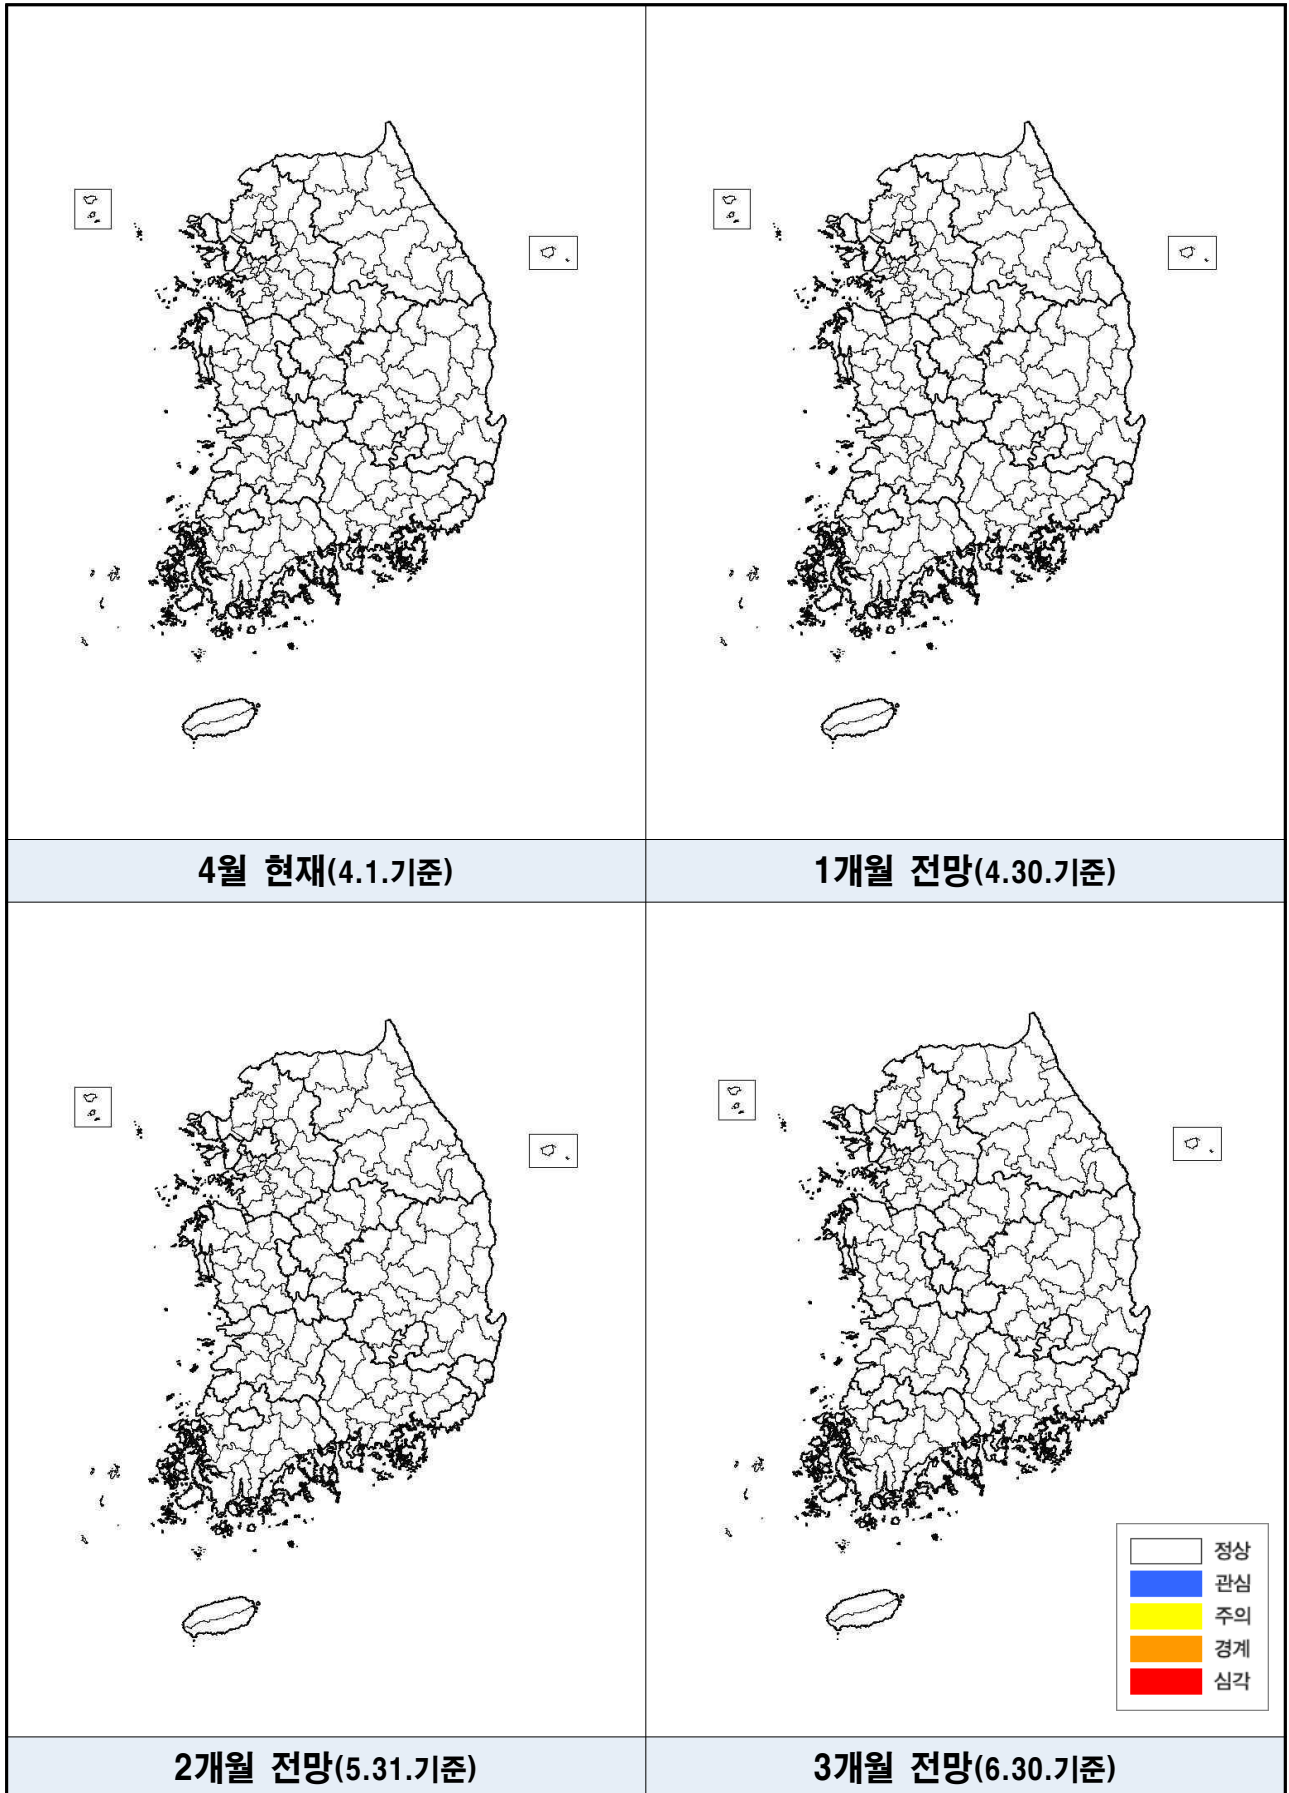 4월 현재(4.1.기준)
1개월 전망(4.30.기준)
정상
관심
주의
경계
심각
2개월 전망(5.31.기준)
3개월 전망(6.30.기준)